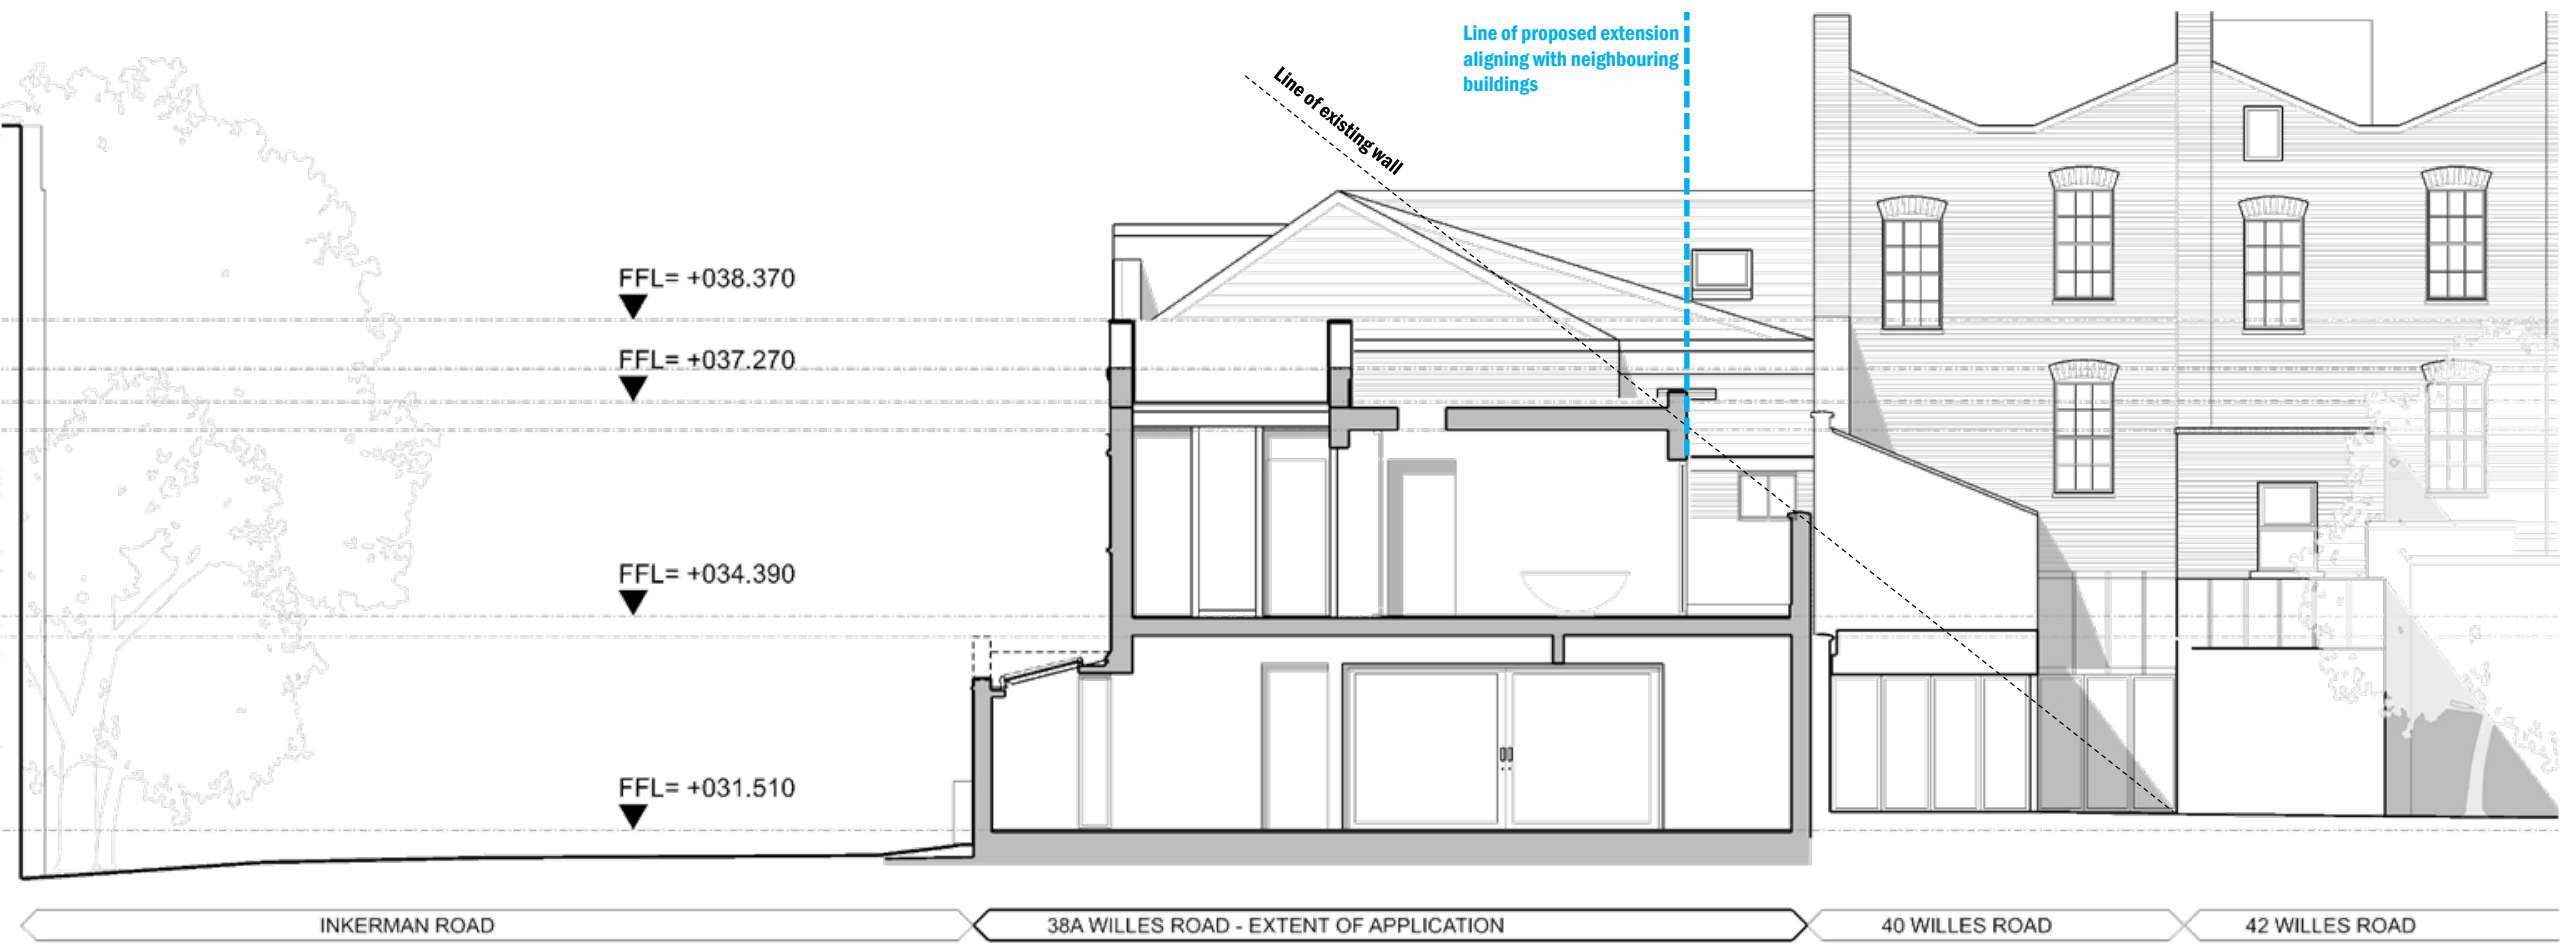 Line of proposed extension
aligning with neighbouring
buildings
Line of existing wall
FFL= +038.370
FFL= +037.270
FFL= +034.390
FFL= +031.510
INKERMAN ROAD
38A WILLES ROAD - EXTENT OF APPLICATION
40 WILLES ROAD
42 WILLES ROAD